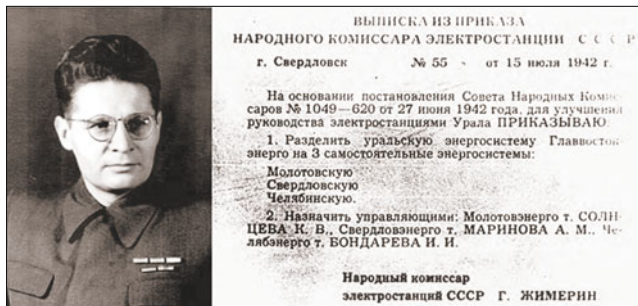 ВЫПИСКА ИЗ ПРИКАЗА
НАРОДНОГО КОМИССАРА ЭЛЕКТРОСТАНЦИИ С С С Р
г. Свердловск № 55 - от 15 июля 1942 г.
На основании постановления Совета Народных Комис-
саров № 1049—620 от 27 июня 1942 года, для улучшения
руководства электростанциями Урала ПРИКАЗЫВАЮ:
1. Разделить уральскую энергосистему Главвосток-
энерго на 3 самостоятельные энергосистемы:
Молотовскую
Свердловскую
Челябинскую.
2. Назначить управляющими: Молотовэнерго т. СОЛН-
ЦЕВА К. В., Свердловэнерго т. МАРИНОВА А. М., Че-
лябэнерго т. БОНДАРЕВА И. И.
Народный комиссар
электростанций СССР Г. ЖИМЕРИН